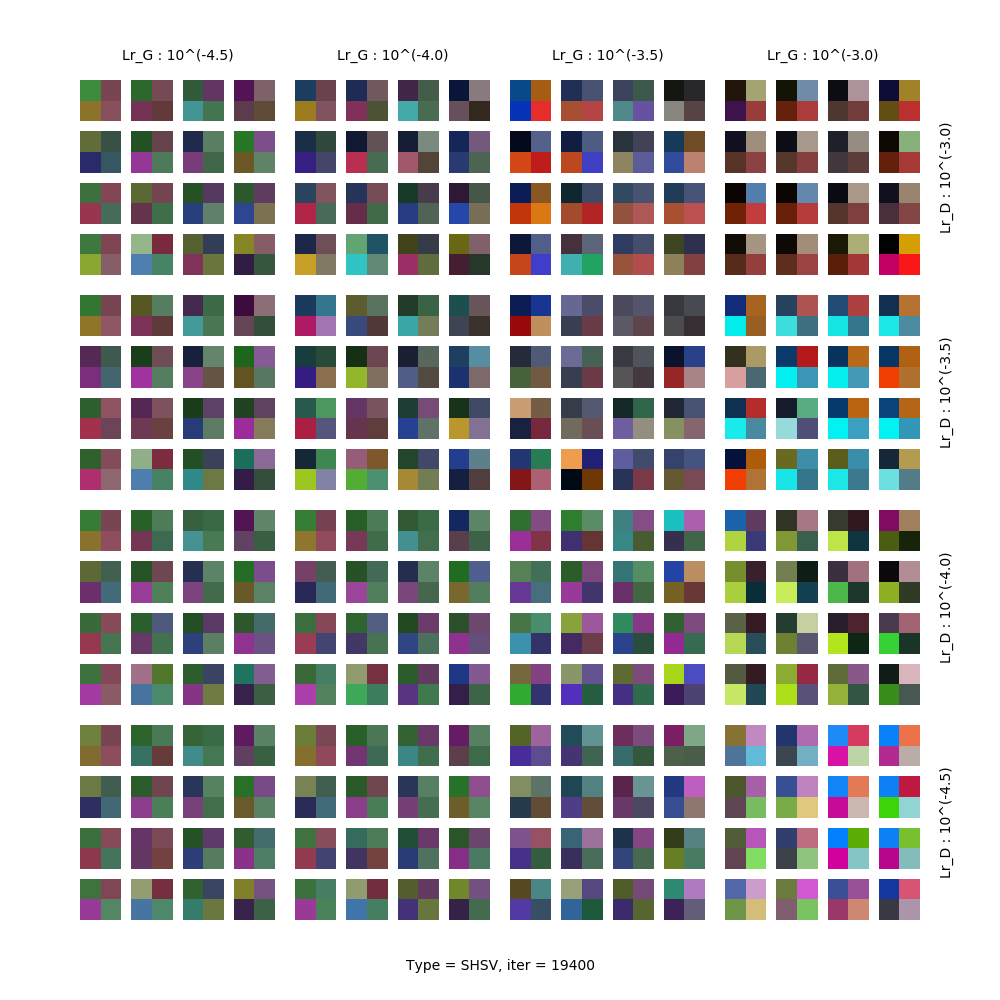 Lr_G : 10^(-4.5)
Lr_G : 10^(-4.0)
Lr_G : 10^(-3.5)
Lr_G : 10^(-3.0)
Lr_D : 10^(-3.0)
Lr_D : 10^(-3.5)
Lr_D : 10^(-4.0)
Lr_D : 10^(-4.5)
Type = SHSV, iter = 19400